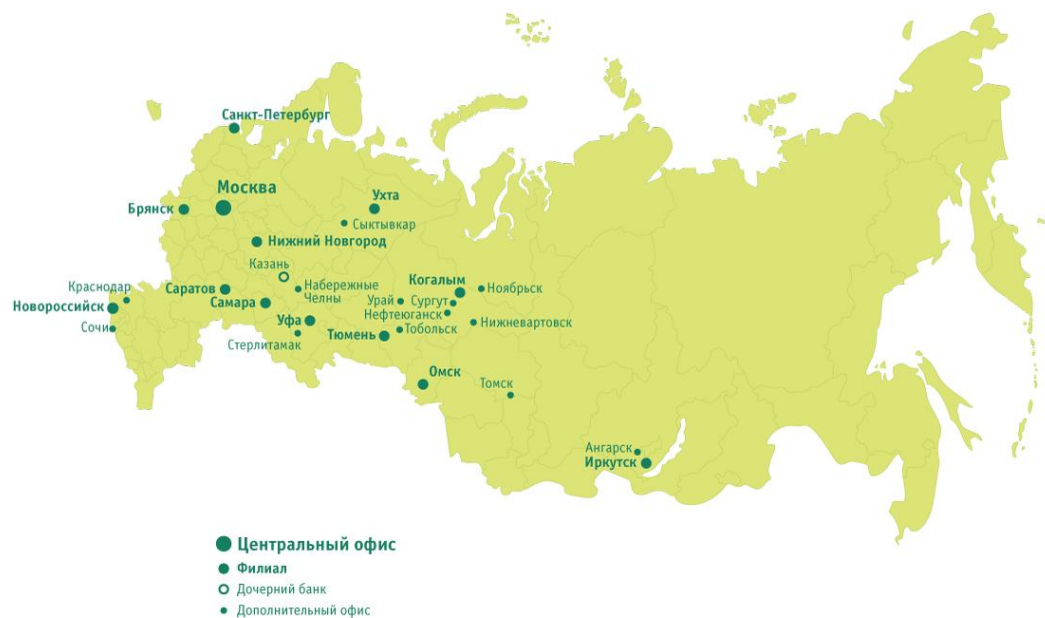 Санкт-Петербург
Москва
Брянск
Ухта
Сыктывкар
Нижний Новгород
Казань
Краснодар
Саратов
Набережные
Челны
Когалым
Ноябрьск
Новороссийск
Самара
Урай
Сургут
Нефтеюганск
Сочи
Уфа
Тюмень
Тобольск
Нижневартовск
Стерлитамак
Омск
Томск
Ангарск
Иркутск
Центральный офис
Филиал
Дочерний банк
Дополнительный офис